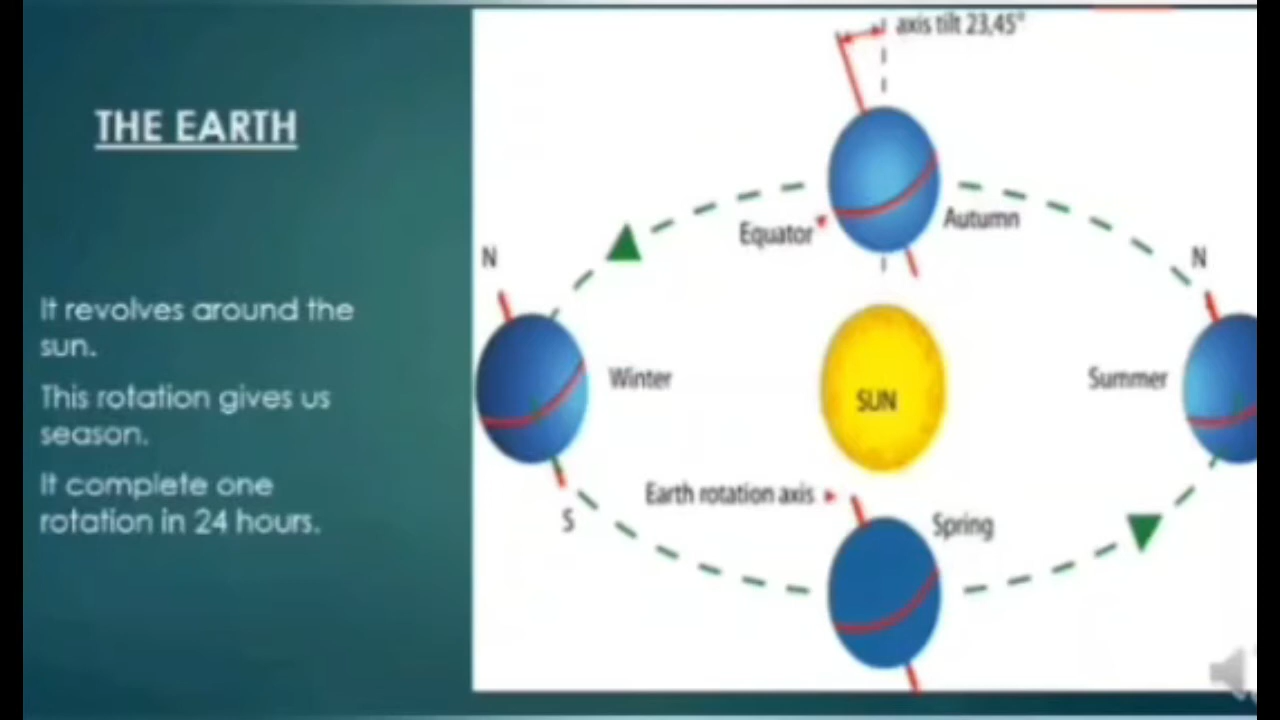 THE EARTH
It revolves around the
sun.
This rotation gives us
season.
It complete one
rotation in 24 hours.
axis tilt 23,45°
Equator
Autumn
N
N
Winter
SUN
Summer
Earth rotation axis
Spring
S